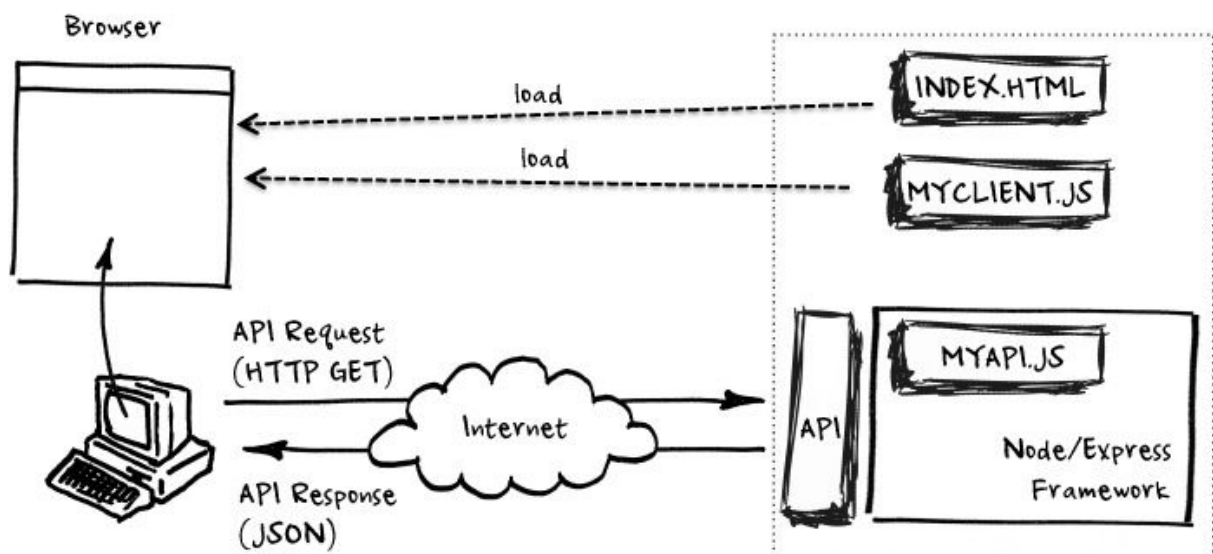 Browser
load
INDEX.HTML
load
MYCLIENT.JS
API Request
(HTTP GET)
Internet
API Response
(JSON)
API
MYAPI.JS
Node/Express
Framework